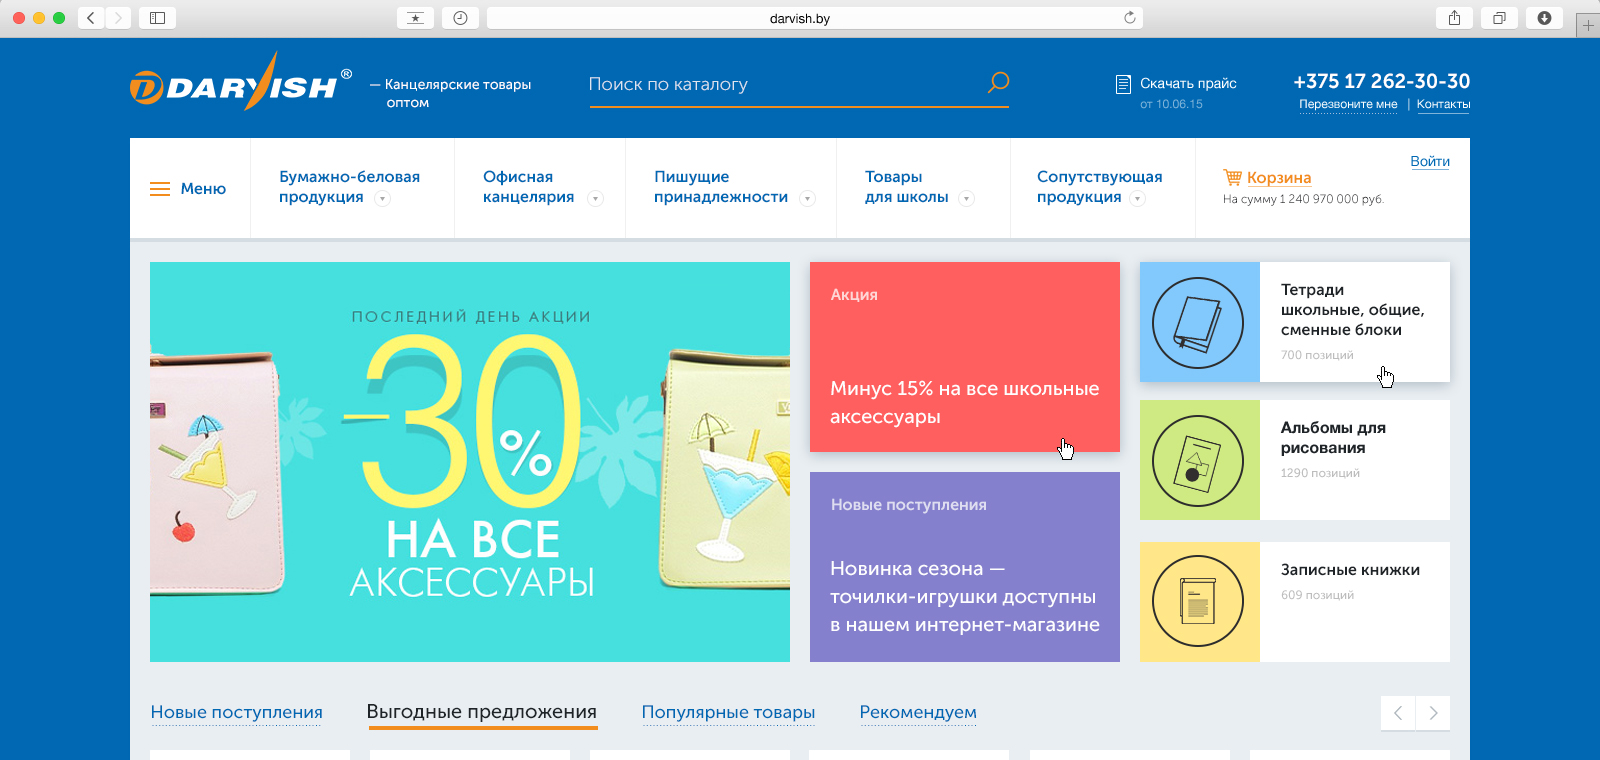 darvish.by
DARVISH®
— Канцелярские товары
оптом
Поиск по каталогу
Скачать прайс
от 10.06.15
+375 17 262-30-30
Перезвоните мне | Контакты
Меню
Бумажно-беловая
продукция
Офисная
канцелярия
Пишущие
принадлежности
Товары
для школы
Сопутствующая
продукция
Войти
Корзина
На сумму 1 240 970 000 руб.
ПОСЛЕДНИЙ ДЕНЬ АКЦИИ
–30%
НА ВСЕ
АКСЕССУАРЫ
Акция
Минус 15% на все школьные
аксессуары
Новые поступления
Новинка сезона —
точилки-игрушки доступны
в нашем интернет-магазине
Тетради
школьные, общие,
сменные блоки
700 позиций
Альбомы для
рисования
1290 позиций
Записные книжки
609 позиций
Новые поступления
Выгодные предложения
Популярные товары
Рекомендуем